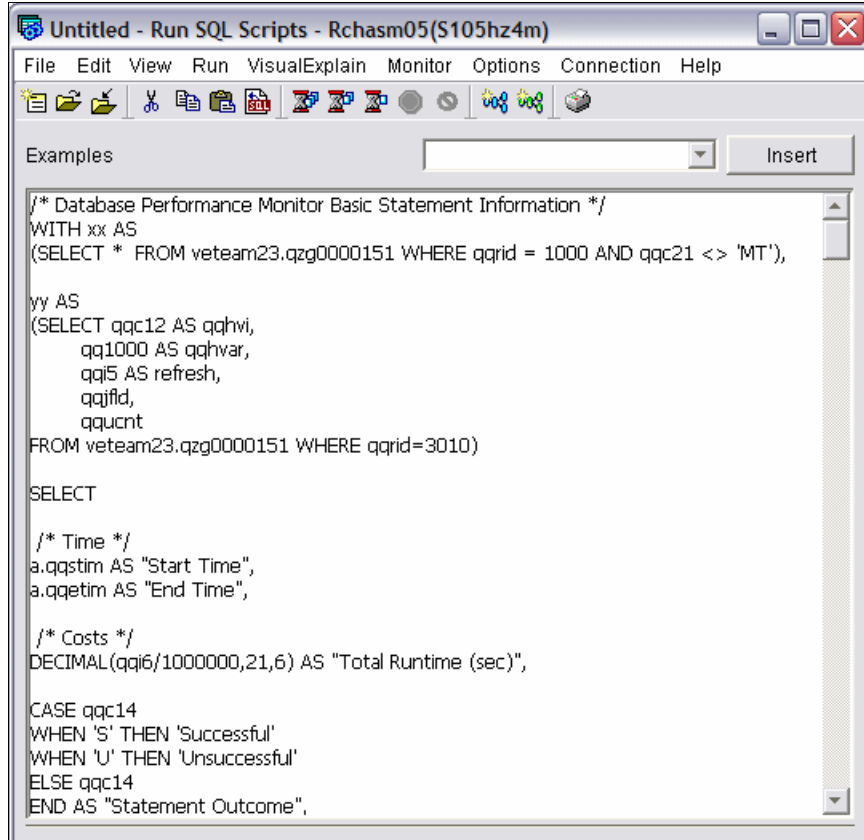 Untitled - Run SQL Scripts - Rchasm05(S105hz4m)
File Edit View Run VisualExplain Monitor Options Connection Help
Examples
Insert
/* Database Performance Monitor Basic Statement Information */
WITH xx AS
(SELECT * FROM veteam23.qzg0000151 WHERE qqrid = 1000 AND qqc21 <> 'MT'),
yy AS
(SELECT qqc12 AS qqhvi,
qq1000 AS qqhvar,
qqi5 AS refresh,
qqjfld,
qqucnt
FROM veteam23.qzg0000151 WHERE qqrid=3010)
SELECT
/* Time */
a.qqstim AS "Start Time",
a.qqetim AS "End Time",
/* Costs */
DECIMAL(qqi6/1000000,21,6) AS "Total Runtime (sec)",
CASE qqc14
WHEN 'S' THEN 'Successful'
WHEN 'U' THEN 'Unsuccessful'
ELSE qqc14
END AS "Statement Outcome",